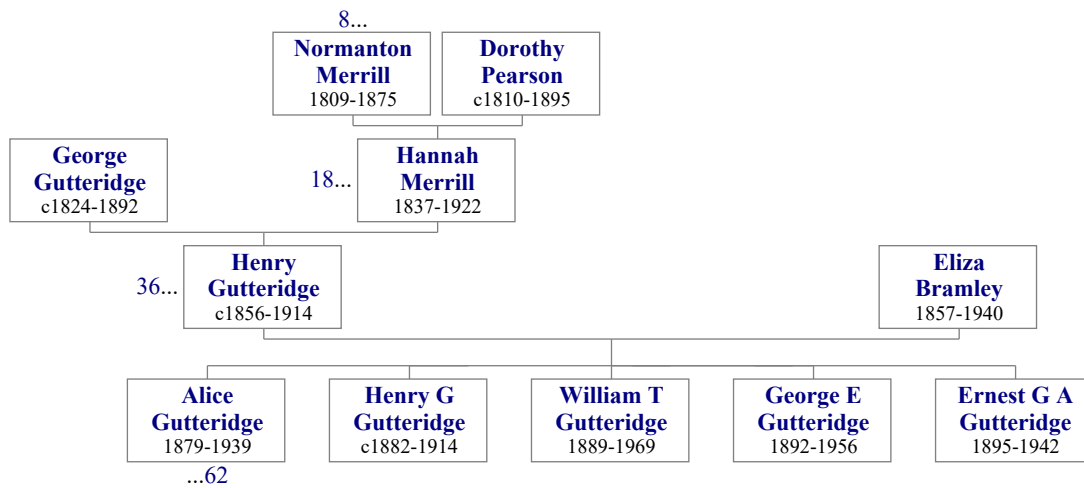 8...
Normanton
Merrill
1809-1875
Dorothy
Pearson
c1810-1895
George
Gutteridge
c1824-1892
18...
Hannah
Merrill
1837-1922
36...
Henry
Gutteridge
c1856-1914
Eliza
Bramley
1857-1940
Alice
Gutteridge
1879-1939
Henry G
Gutteridge
c1882-1914
William T
Gutteridge
1889-1969
George E
Gutteridge
1892-1956
Ernest G A
Gutteridge
1895-1942
...62